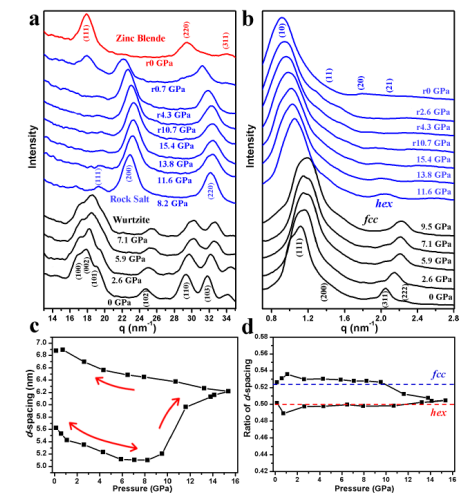 a
(111)
Zinc Blende
(220)
(311)
r0 GPa
r0.7 GPa
r4.3 GPa
r10.7 GPa
15.4 GPa
13.8 GPa
(111)
(200)
11.6 GPa
Rock Salt
(220)
8.2 GPa
Wurtzite
7.1 GPa
5.9 GPa
(100)
(002)
(101)
2.6 GPa
0 GPa
(102)
(110)
(103)
Intensity
14 16 18 20 22 24 26 28 30 32 34
q (nm⁻¹)
b
(10)
(11)
(20)
(21)
r0 GPa
r2.6 GPa
r4.3 GPa
r10.7 GPa
15.4 GPa
13.8 GPa
11.6 GPa
hex
fcc
9.5 GPa
7.1 GPa
5.9 GPa
2.6 GPa
0 GPa
(111)
(200)
(311)
(222)
Intensity
0.8 1.2 1.6 2.0 2.4 2.8
q (nm⁻¹)
c
7.0
6.8
6.6
6.4
6.2
6.0
5.8
5.6
5.4
5.2
5.0
d-spacing (nm)
0 2 4 6 8 10 12 14 16
Pressure (GPa)
d
0.58
0.56
0.54
0.52
0.50
0.48
0.46
0.44
0.42
Ratio of d-spacing
fcc
hex
0 2 4 6 8 10 12 14 16
Pressure (GPa)